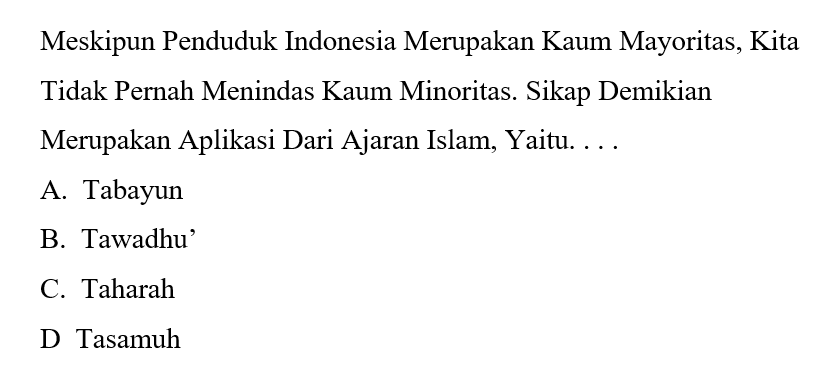 Meskipun Penduduk Indonesia Merupakan Kaum Mayoritas, Kita
Tidak Pernah Menindas Kaum Minoritas. Sikap Demikian
Merupakan Aplikasi Dari Ajaran Islam, Yaitu. . . .
A. Tabayun
B. Tawadhu’
C. Taharah
D Tasamuh